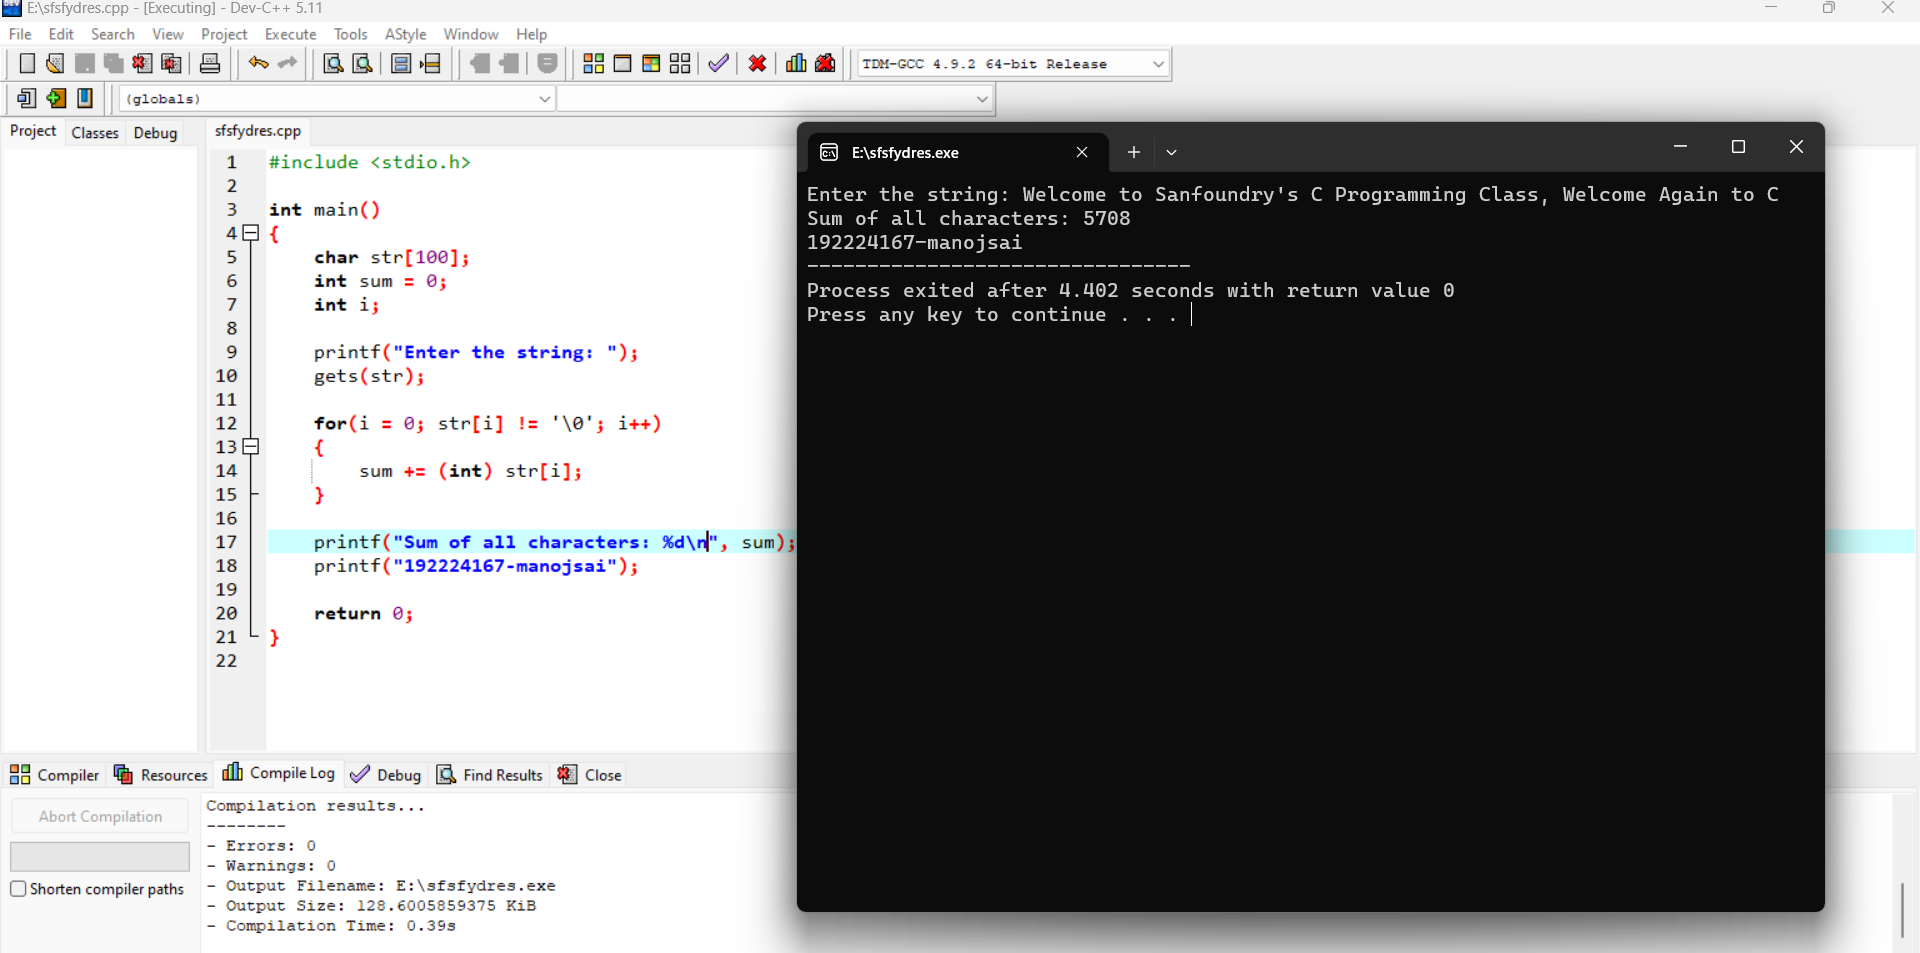 E:\sfsfydres.cpp - [Executing] - Dev-C++ 5.11
File Edit Search View Project Execute Tools AStyle Window Help
TDM-GCC 4.9.2 64-bit Release
(globals)
Project Classes Debug
sfsfydres.cpp
1 #include <stdio.h>
2
3 int main()
4 {
5 char str[100];
6 int sum = 0;
7 int i;
8
9 printf("Enter the string: ");
10 gets(str);
11
12 for(i = 0; str[i] != '\0'; i++)
13 {
14 sum += (int) str[i];
15 }
16
17 printf("Sum of all characters: %d\n", sum);
18 printf("192224167-manojsai");
19
20 return 0;
21 }
22
E:\sfsfydres.exe
Enter the string: Welcome to Sanfoundry's C Programming Class, Welcome Again to C
Sum of all characters: 5708
192224167-manojsai
--------------------------------
Process exited after 4.402 seconds with return value 0
Press any key to continue . . .
Compiler Resources Compile Log Debug Find Results Close
Abort Compilation
Shorten compiler paths
Compilation results...
--------
- Errors: 0
- Warnings: 0
- Output Filename: E:\sfsfydres.exe
- Output Size: 128.6005859375 KiB
- Compilation Time: 0.39s